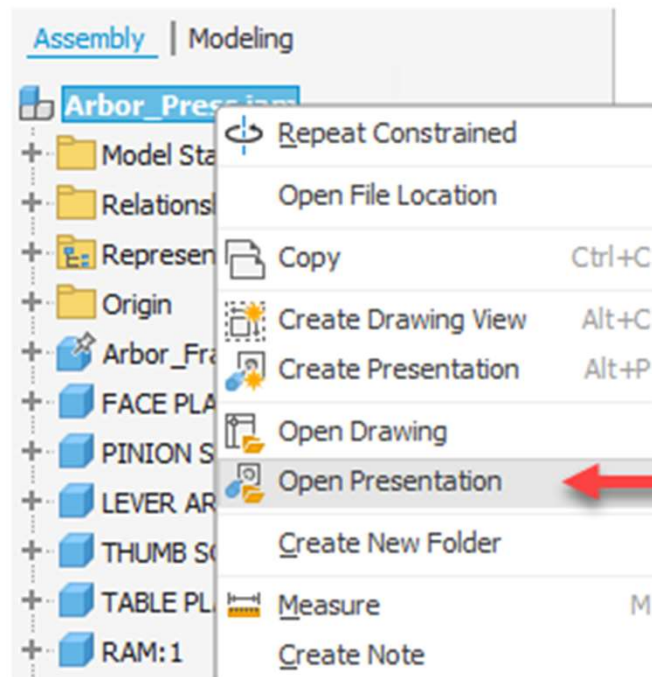 Assembly | Modeling
Arbor_Press.iam
Repeat Constrained
Model Sta
Open File Location
Relations
Represen
Copy Ctrl+C
Origin
Create Drawing View Alt+C
Arbor_Fra
Create Presentation Alt+P
FACE PLA
Open Drawing
PINION S
Open Presentation
LEVER AR
Create New Folder
THUMB SC
TABLE PL
Measure M
RAM:1
Create Note